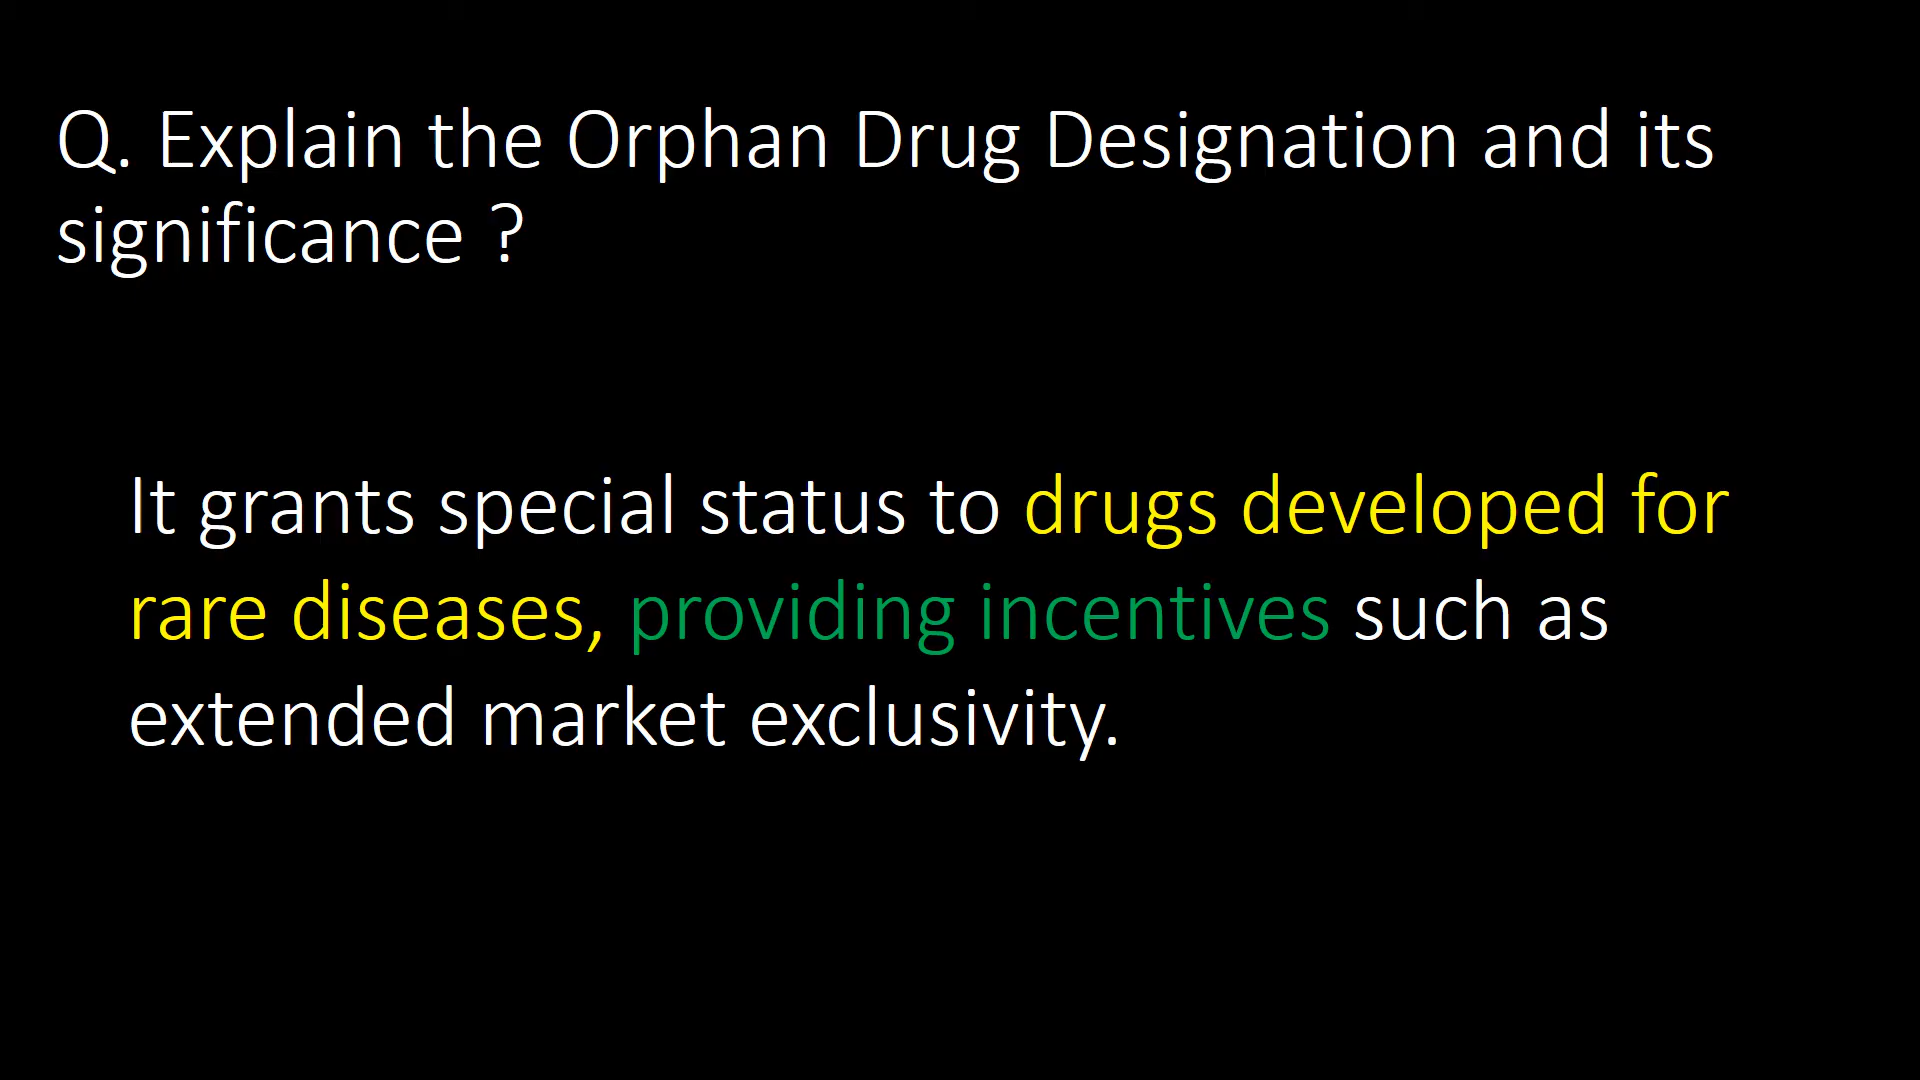 Q. Explain the Orphan Drug Designation and its
significance ?
It grants special status to drugs developed for
rare diseases, providing incentives such as
extended market exclusivity.